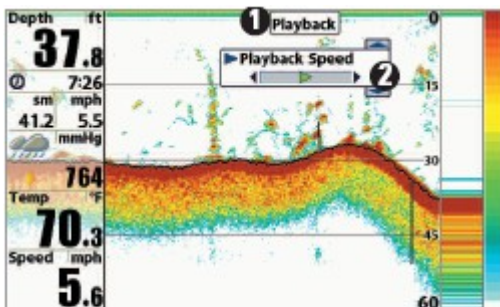 Depth ft
37.8
7:26
sm mph
41.2 5.5
mmHg
764
Temp °F
70.3
Speed mph
5.6
1 Playback
Playback Speed
2
0
15
30
45
60